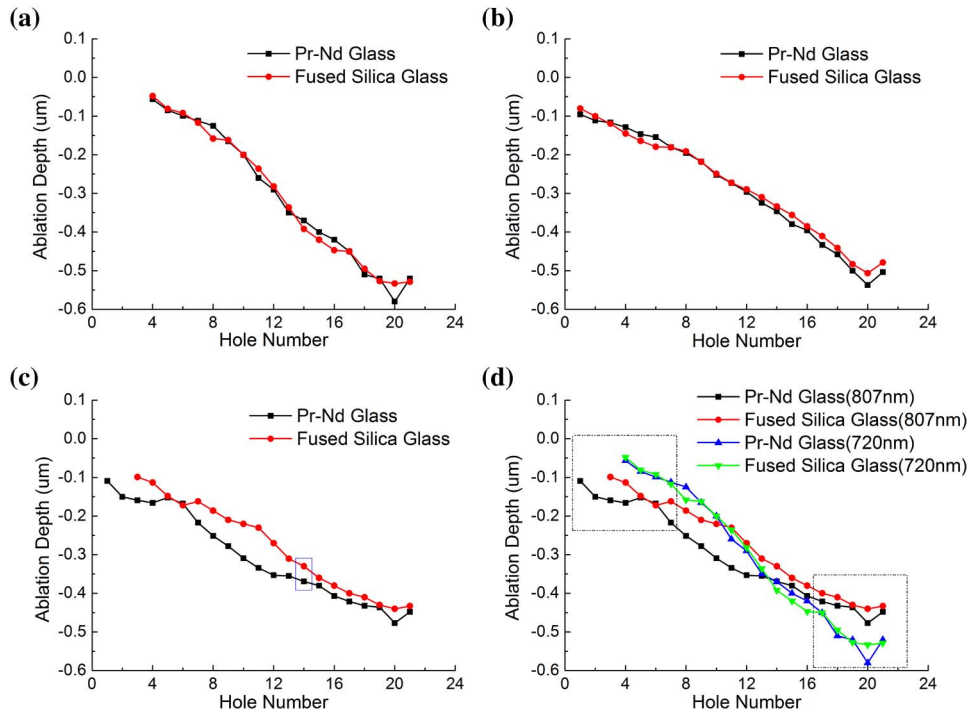 (a)
Pr-Nd Glass
Fused Silica Glass
0.1
0.0
-0.1
-0.2
-0.3
-0.4
-0.5
-0.6
Ablation Depth (um)
0 4 8 12 16 20 24
Hole Number
(b)
Pr-Nd Glass
Fused Silica Glass
0.1
0.0
-0.1
-0.2
-0.3
-0.4
-0.5
-0.6
Ablation Depth (um)
0 4 8 12 16 20 24
Hole Number
(c)
Pr-Nd Glass
Fused Silica Glass
0.1
0.0
-0.1
-0.2
-0.3
-0.4
-0.5
-0.6
Ablation Depth (um)
0 4 8 12 16 20 24
Hole Number
(d)
Pr-Nd Glass(807nm)
Fused Silica Glass(807nm)
Pr-Nd Glass(720nm)
Fused Silica Glass(720nm)
0.1
0.0
-0.1
-0.2
-0.3
-0.4
-0.5
-0.6
Ablation Depth (um)
0 4 8 12 16 20 24
Hole Number